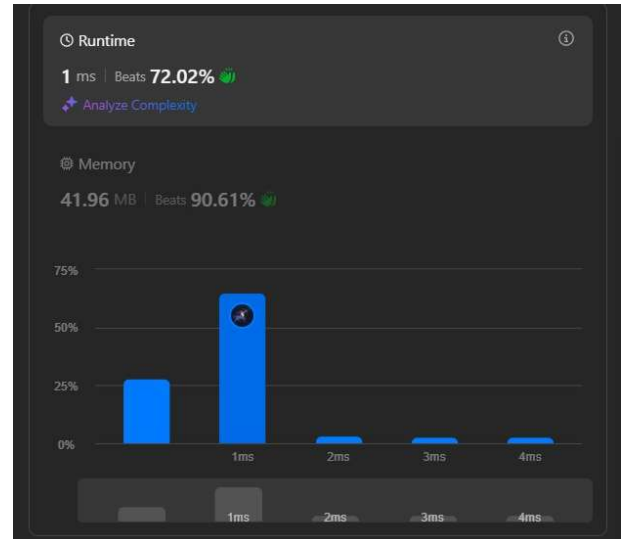 Runtime
1 ms | Beats 72.02%
Analyze Complexity
Memory
41.96 MB | Beats 90.61%
75%
50%
25%
0%
1ms 2ms 3ms 4ms
1ms 2ms 3ms 4ms